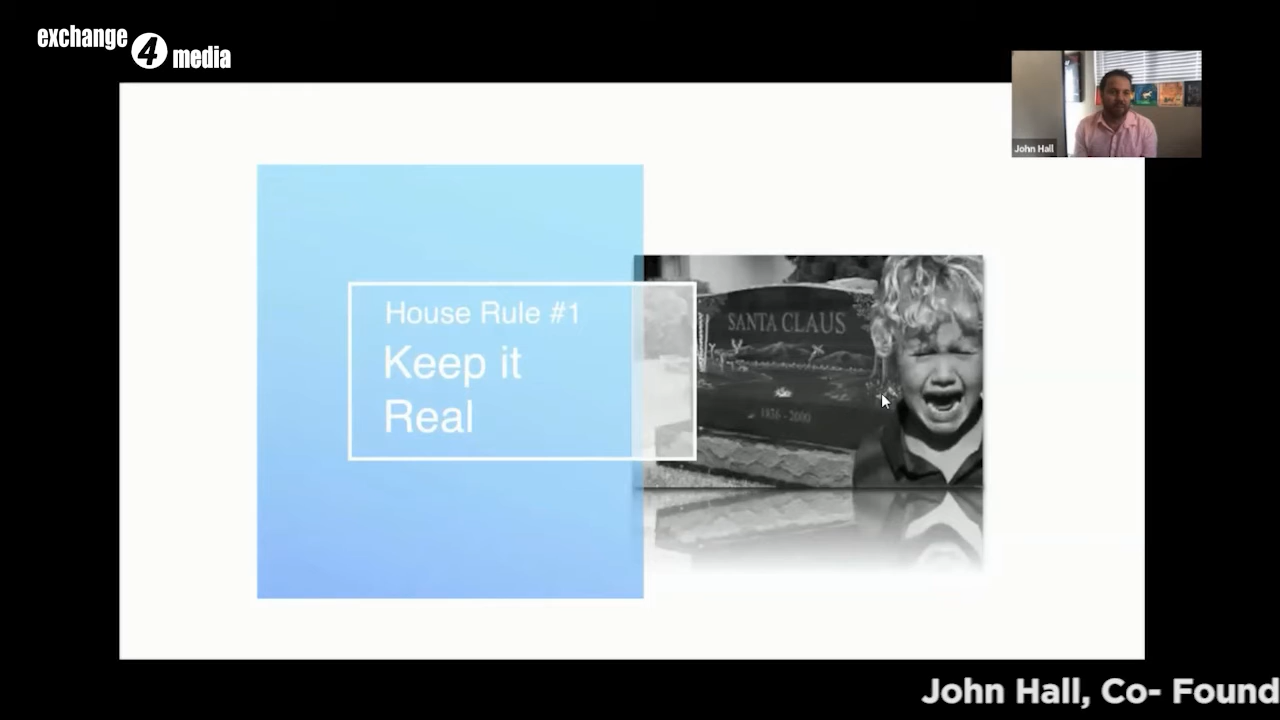 exchange
4
media
John Hall
House Rule #1
Keep it
Real
SANTA CLAUS
1836 - 2000
John Hall, Co- Found